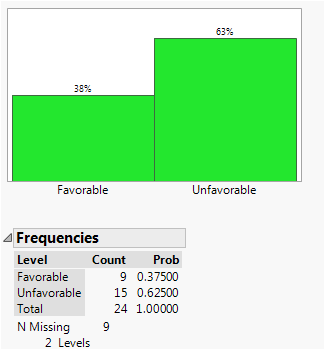 38%
63%
Favorable Unfavorable
Frequencies
Level Count Prob
Favorable 9 0.37500
Unfavorable 15 0.62500
Total 24 1.00000
N Missing 9
2 Levels